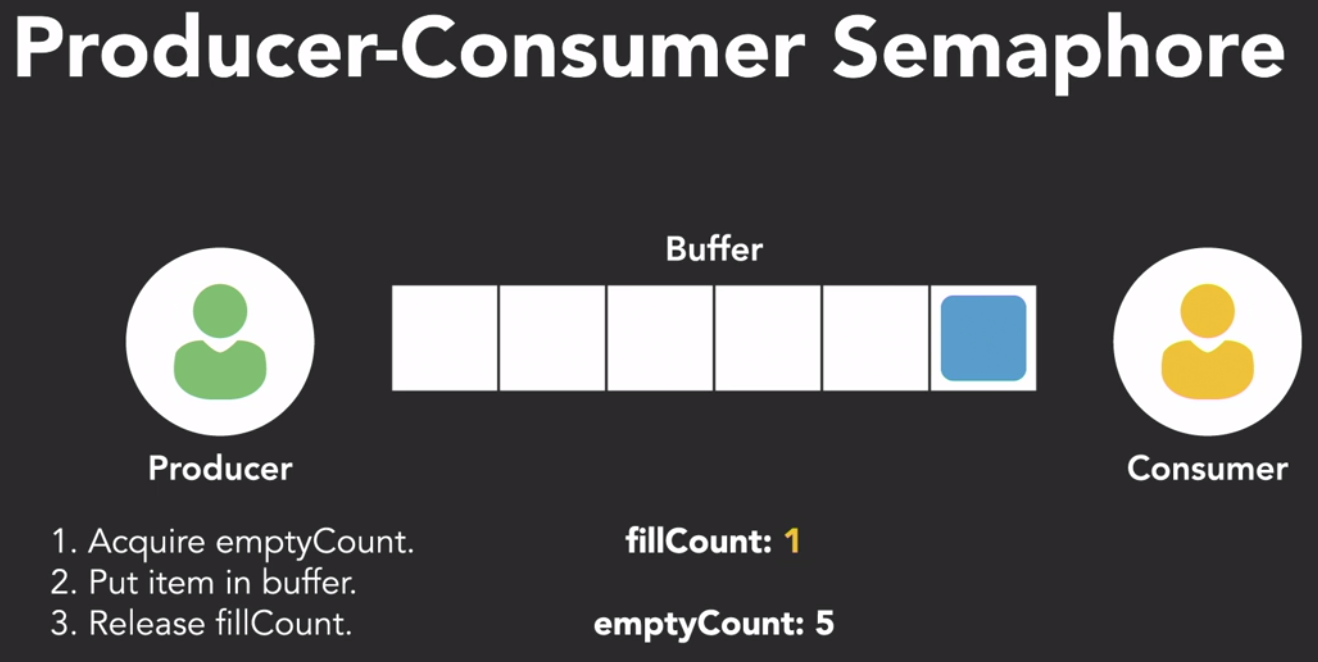 Producer-Consumer Semaphore
Buffer
Producer
Consumer
1. Acquire emptyCount.
2. Put item in buffer.
3. Release fillCount.
fillCount: 1
emptyCount: 5